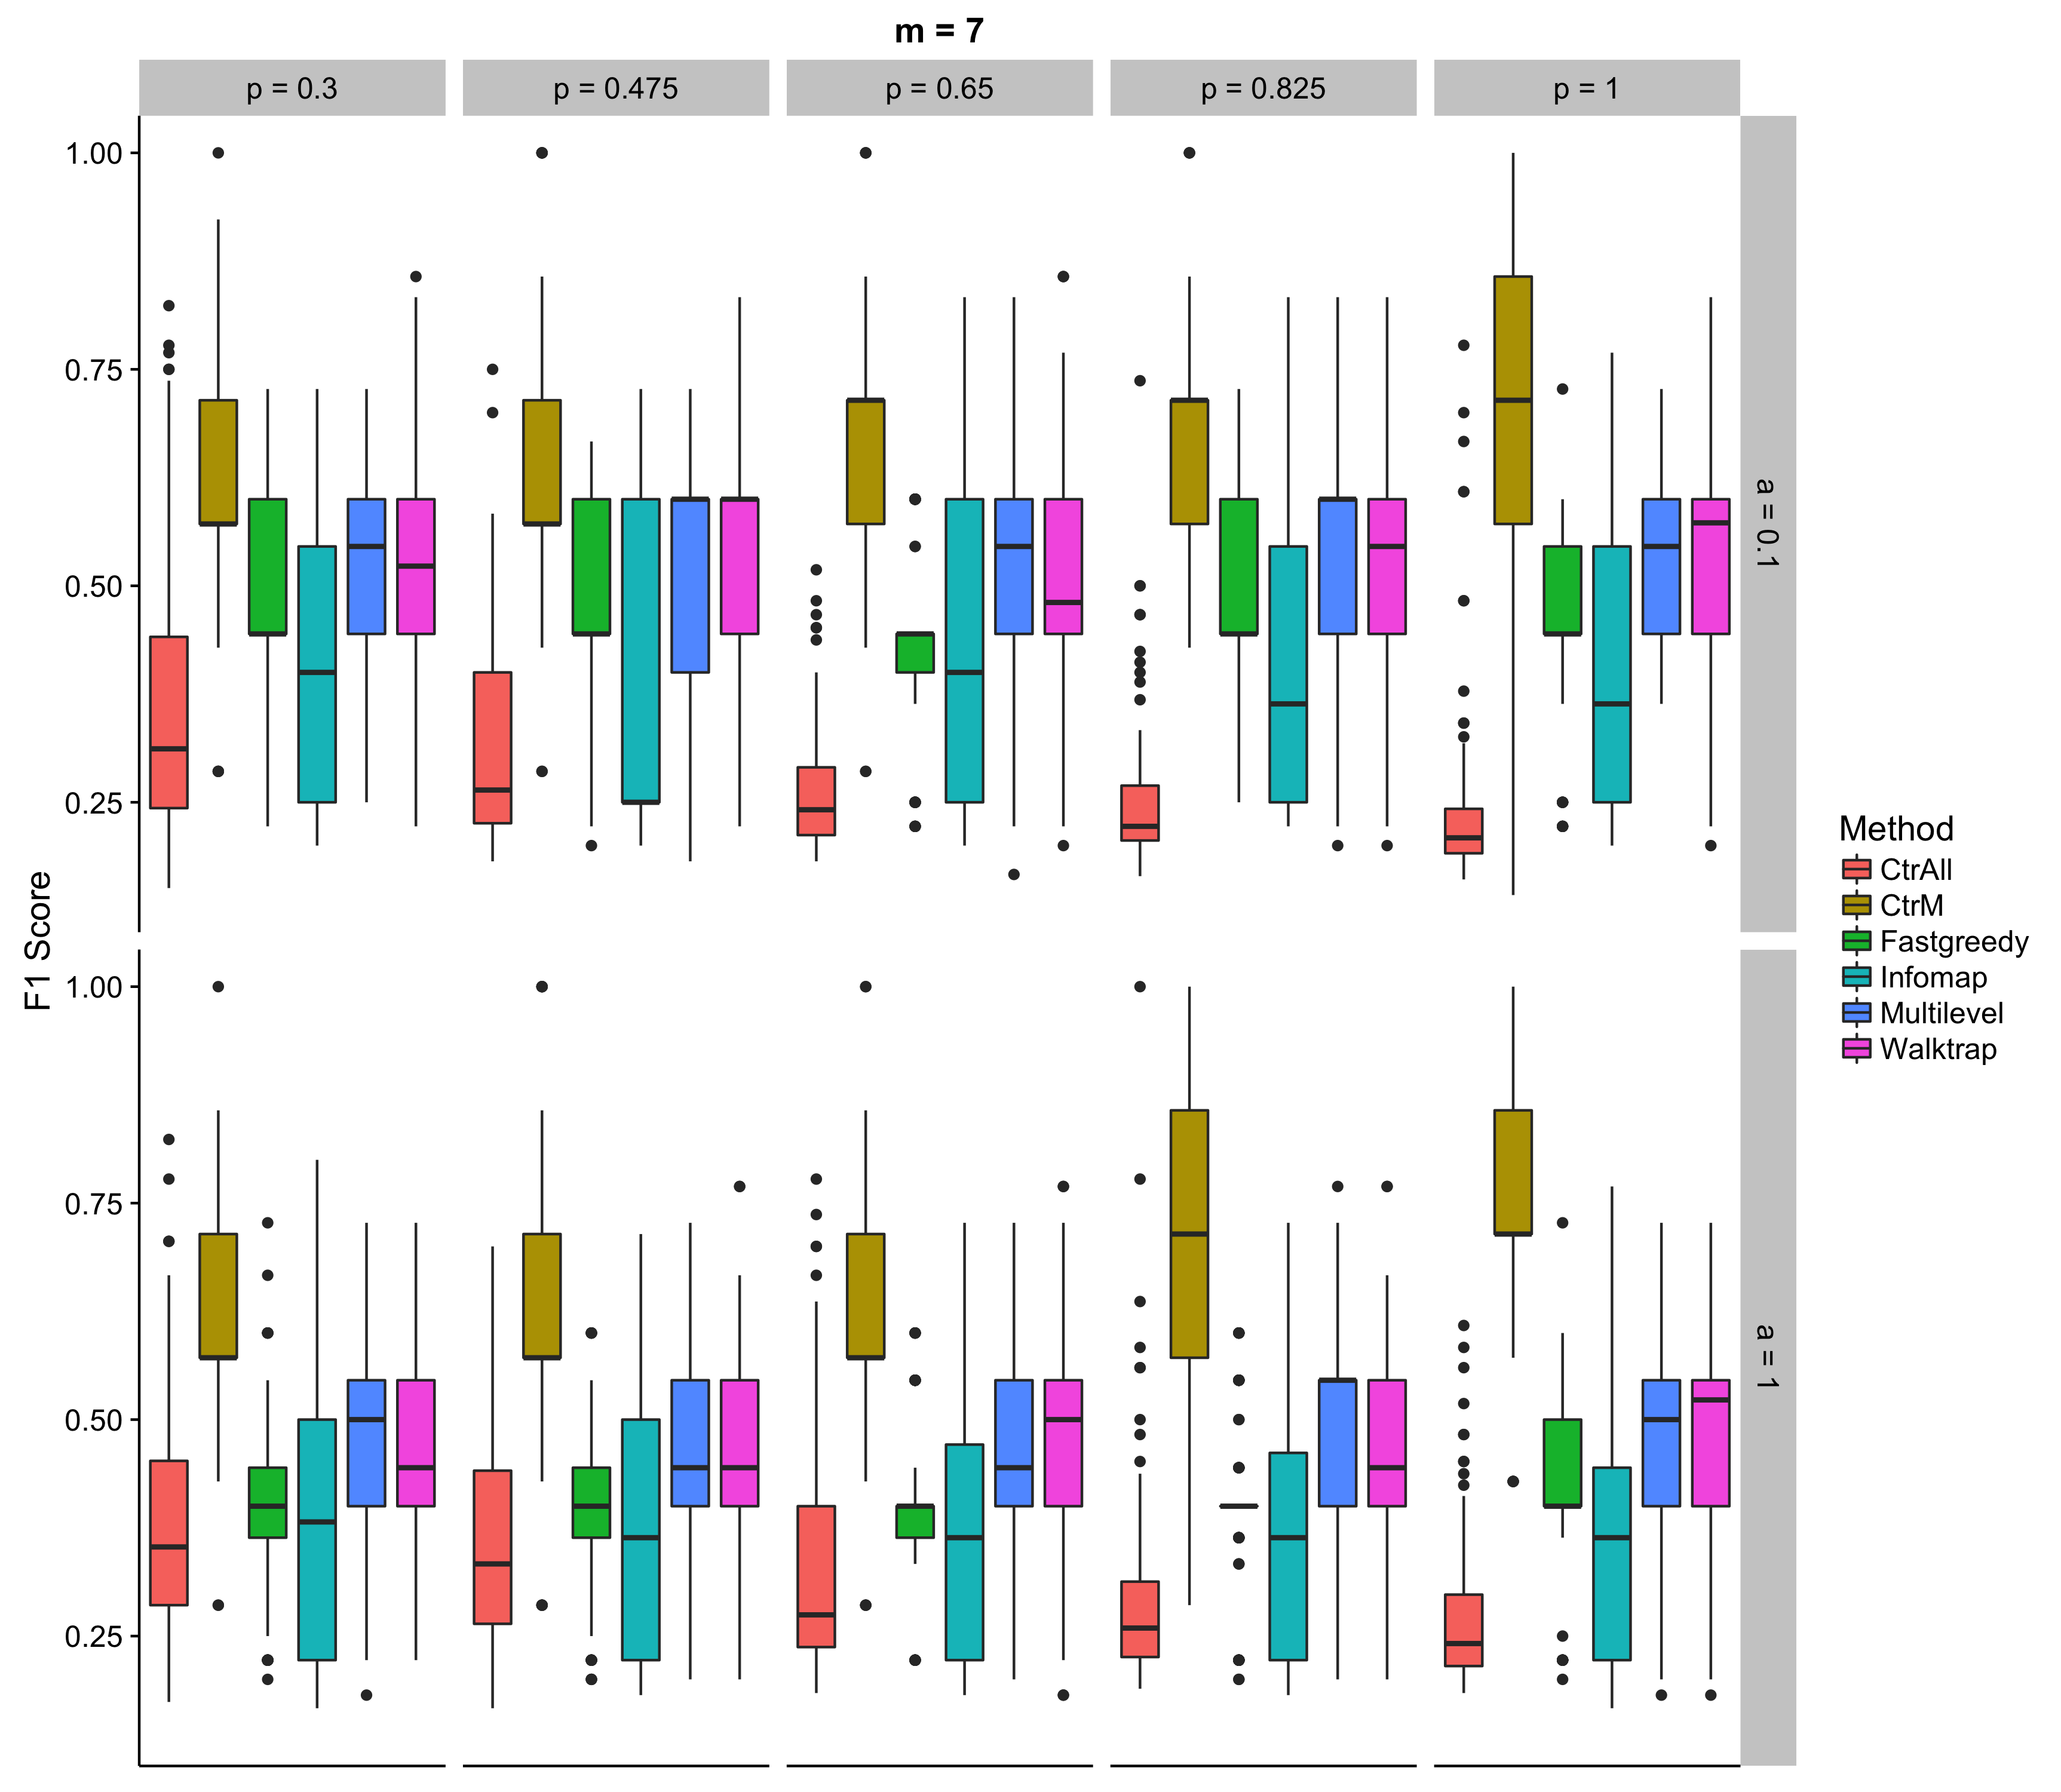 m = 7
p = 0.3
p = 0.475
p = 0.65
p = 0.825
p = 1
1.00
0.75
0.50
0.25
a = 0.1
F1 Score
1.00
0.75
0.50
0.25
a = 1
Method
CtrAll
CtrM
Fastgreedy
Infomap
Multilevel
Walktrap